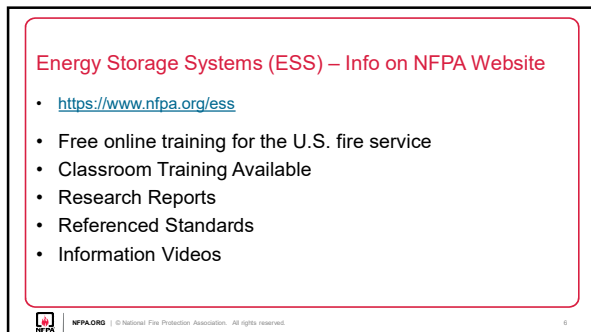 Energy Storage Systems (ESS) – Info on NFPA Website
• https://www.nfpa.org/ess
• Free online training for the U.S. fire service
• Classroom Training Available
• Research Reports
• Referenced Standards
• Information Videos
NFPA
NFPA.ORG | © National Fire Protection Association. All rights reserved.
6